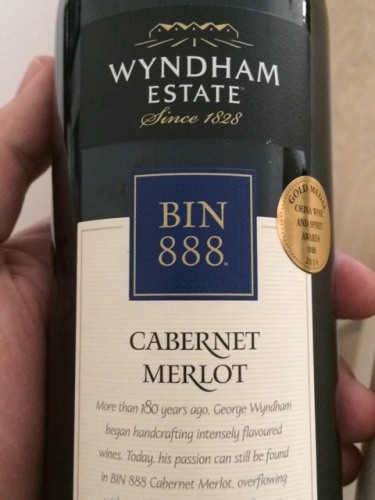 WYNDHAM
ESTATE
Since 1828
GOLD MEDAL
CHINA WINE
AND SPIRIT
AWARDS
2014
BIN
888
CABERNET
MERLOT
More than 180 years ago, George Wyndham
began handcrafting intensely flavoured
wines. Today, his passion can still be found
in BIN 888 Cabernet Merlot, overflowing